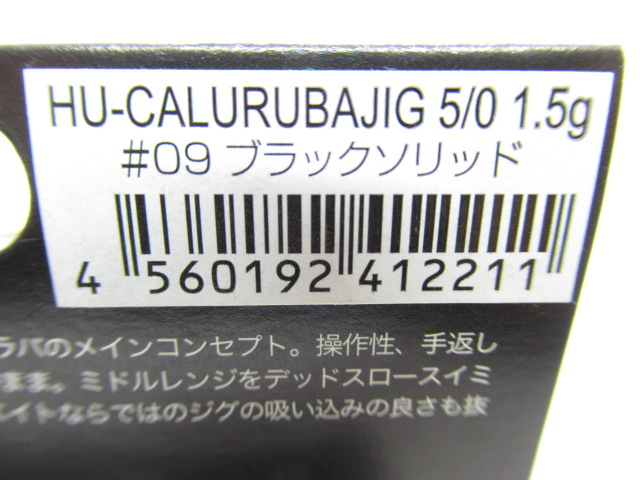 HU-CALURUBAJIG 5/0 1.5g
#09 ブラックソリッド
4 560192 412211
ラバのメインコンセプト。操作性、手返し
まま。ミドルレンジをデッドスロースイミ
エイトならではのジグの吸い込みの良さも抜